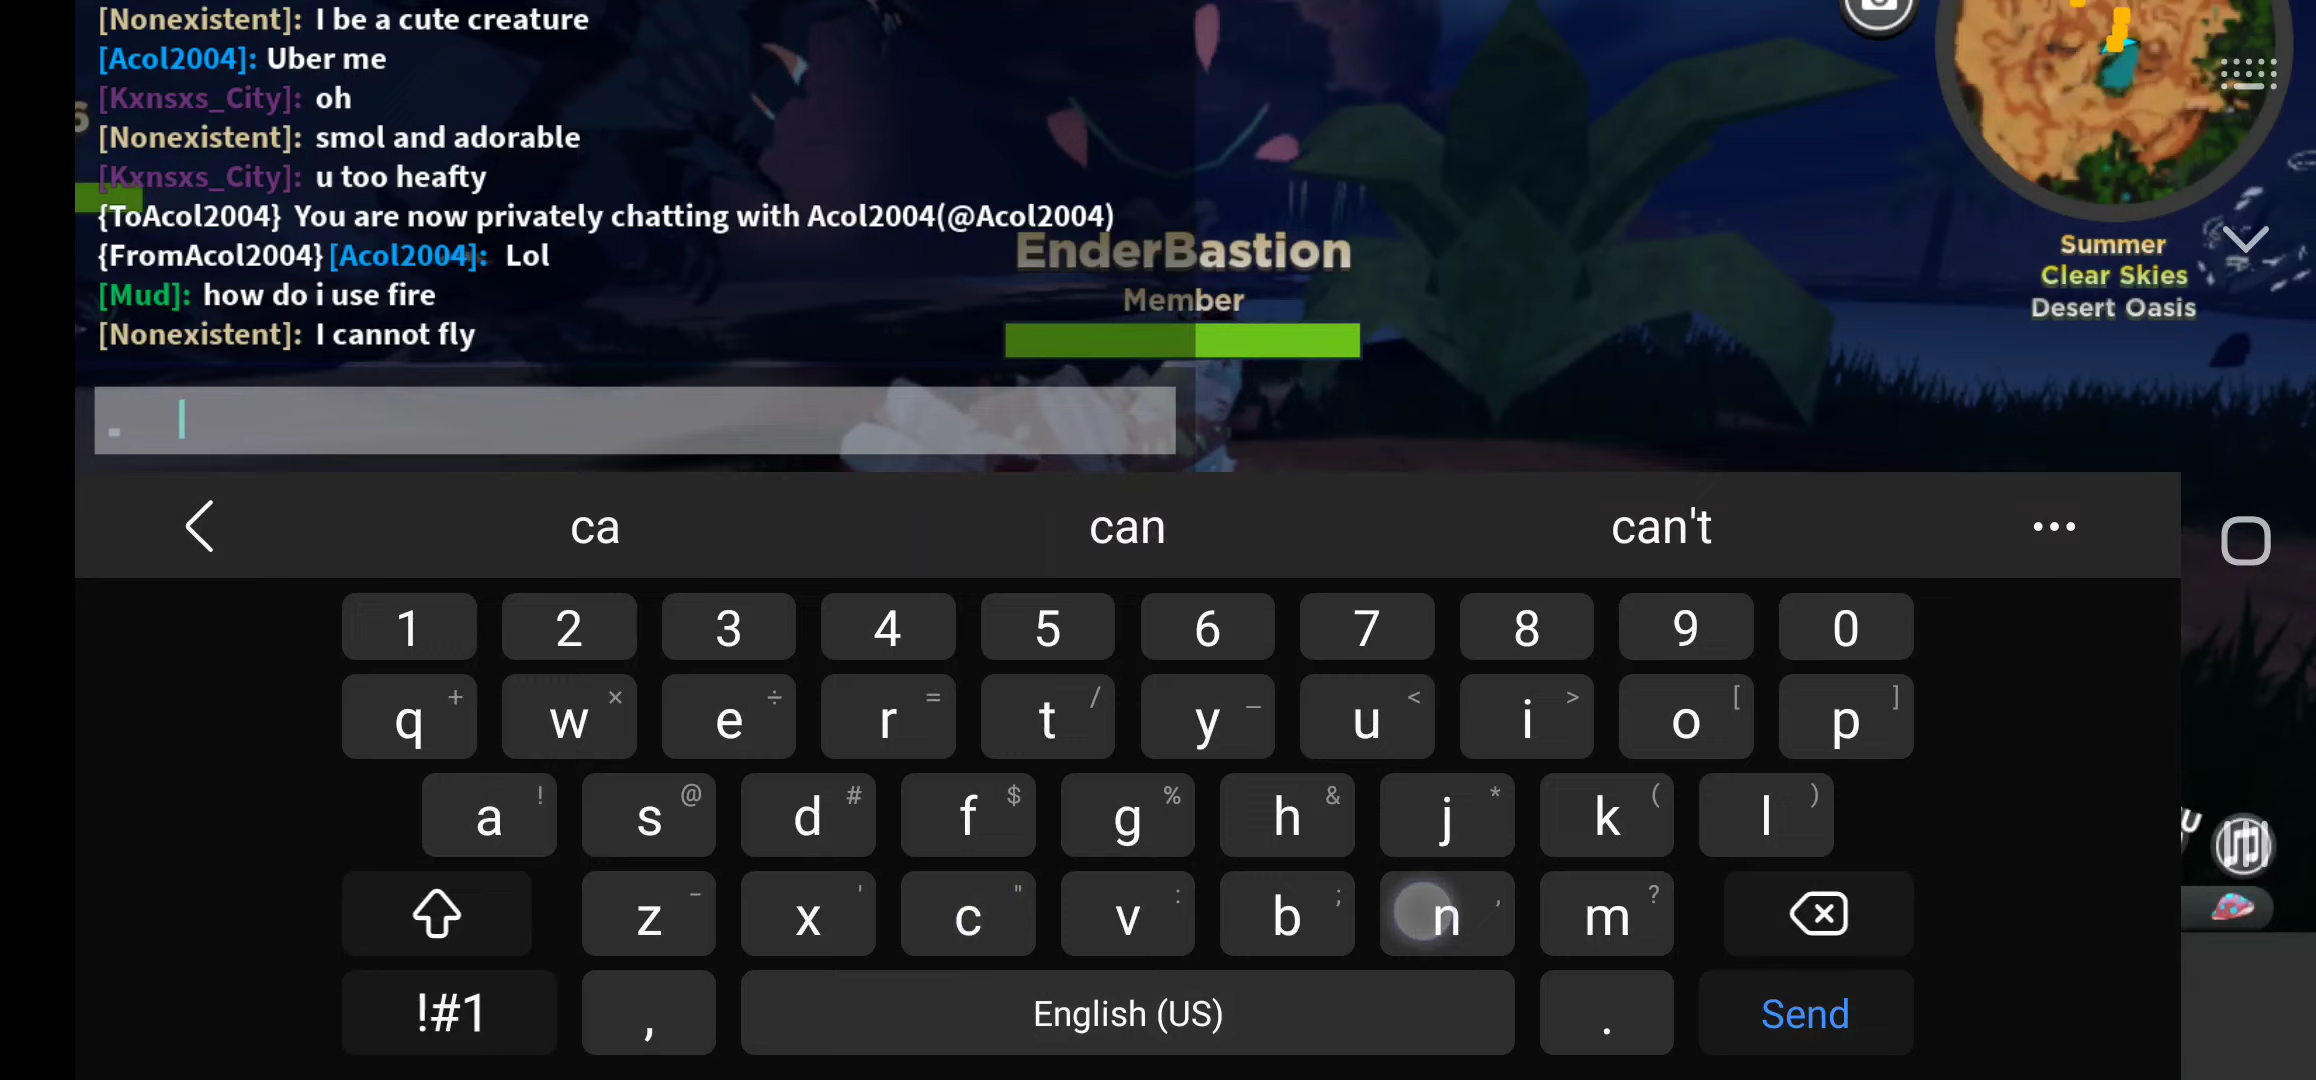 [Nonexistent]: I be a cute creature
[Acol2004]: Uber me
[Kxnsxs_City]: oh
[Nonexistent]: smol and adorable
[Kxnsxs_City]: u too heafty
{ToAcol2004} You are now privately chatting with Acol2004(@Acol2004)
{FromAcol2004}[Acol2004]: Lol
[Mud]: how do i use fire
[Nonexistent]: I cannot fly
EnderBastion
Member
Summer
Clear Skies
Desert Oasis
ca can can't •••
1 2 3 4 5 6 7 8 9 0
+ × ÷ = / _ < > [ ]
q w e r t y u i o p
! @ # $ % & * ( )
a s d f g h j k l
- ' " : ; , ?
z x c v b n m
!#1 , English (US) . Send